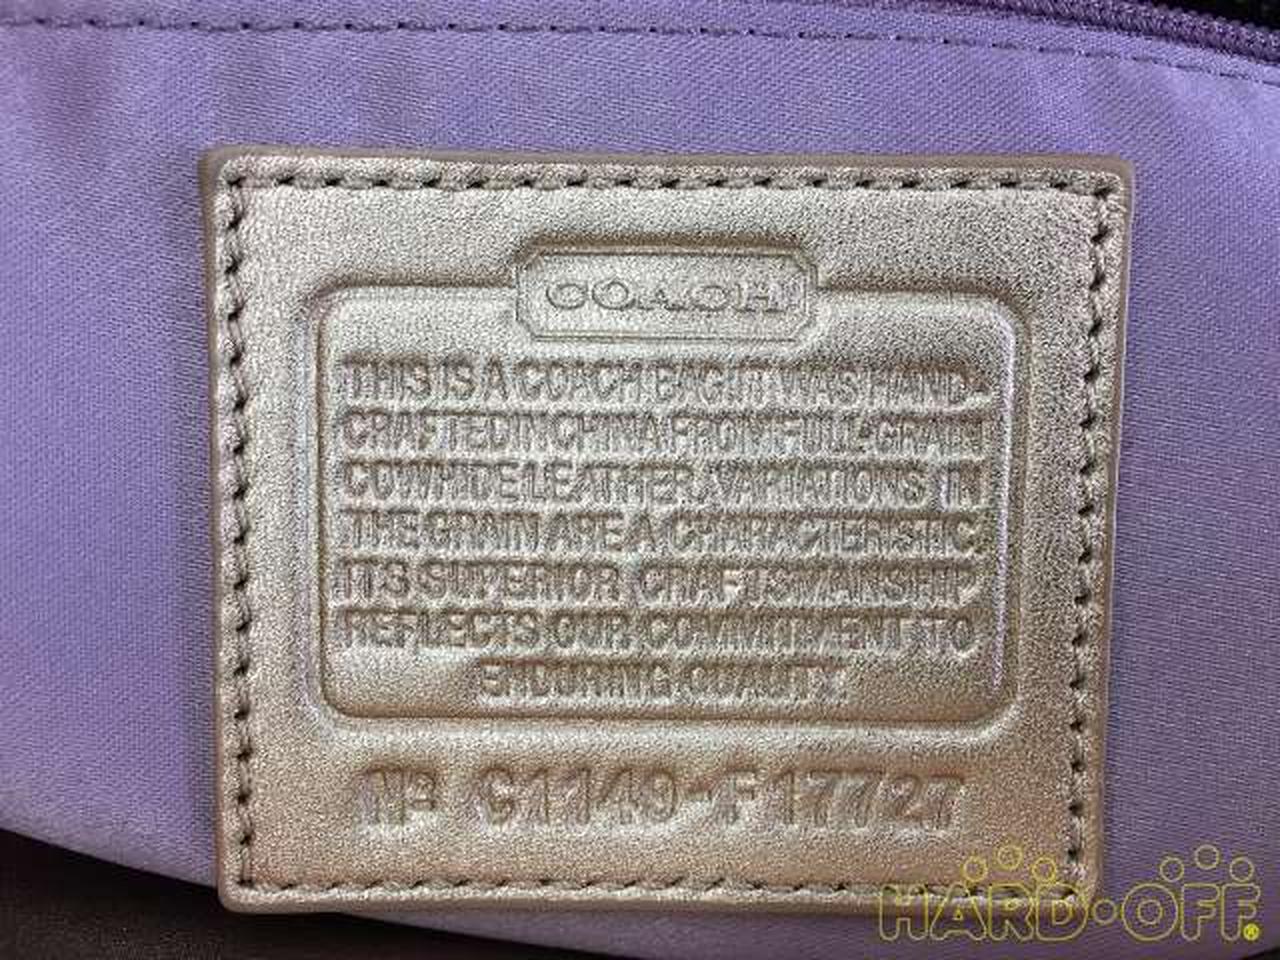 COACH
THIS IS A COACH BAG. IT WAS HAND-
CRAFTED IN CHINA FROM FULL-GRAIN
COWHIDE LEATHER. VARIATIONS IN
THE GRAIN ARE A CHARACTERISTIC.
ITS SUPERIOR CRAFTSMANSHIP
REFLECTS OUR COMMITMENT TO
ENDURING QUALITY.
Nº C1149-F17727
HARD·OFF®